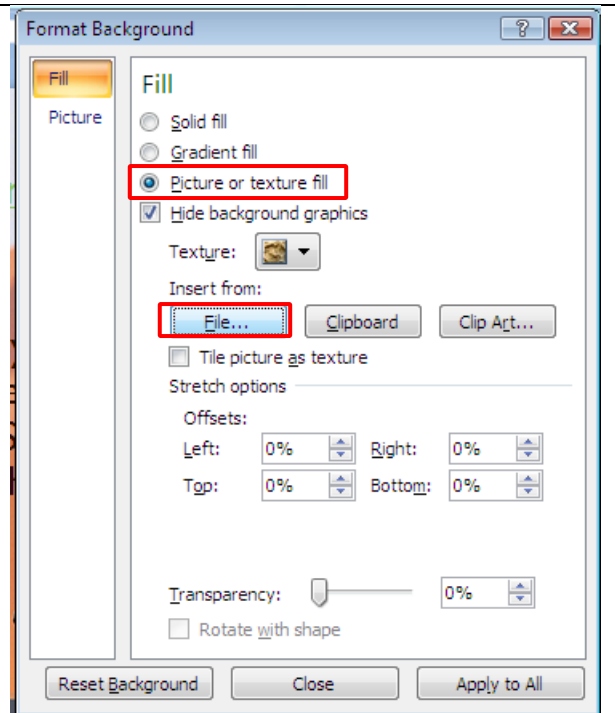 Format Background
Fill
Picture
Fill
Solid fill
Gradient fill
Picture or texture fill
Hide background graphics
Texture:
Insert from:
File... Clipboard Clip Art...
Tile picture as texture
Stretch options
Offsets:
Left: 0% Right: 0%
Top: 0% Bottom: 0%
Transparency: 0%
Rotate with shape
Reset Background Close Apply to All